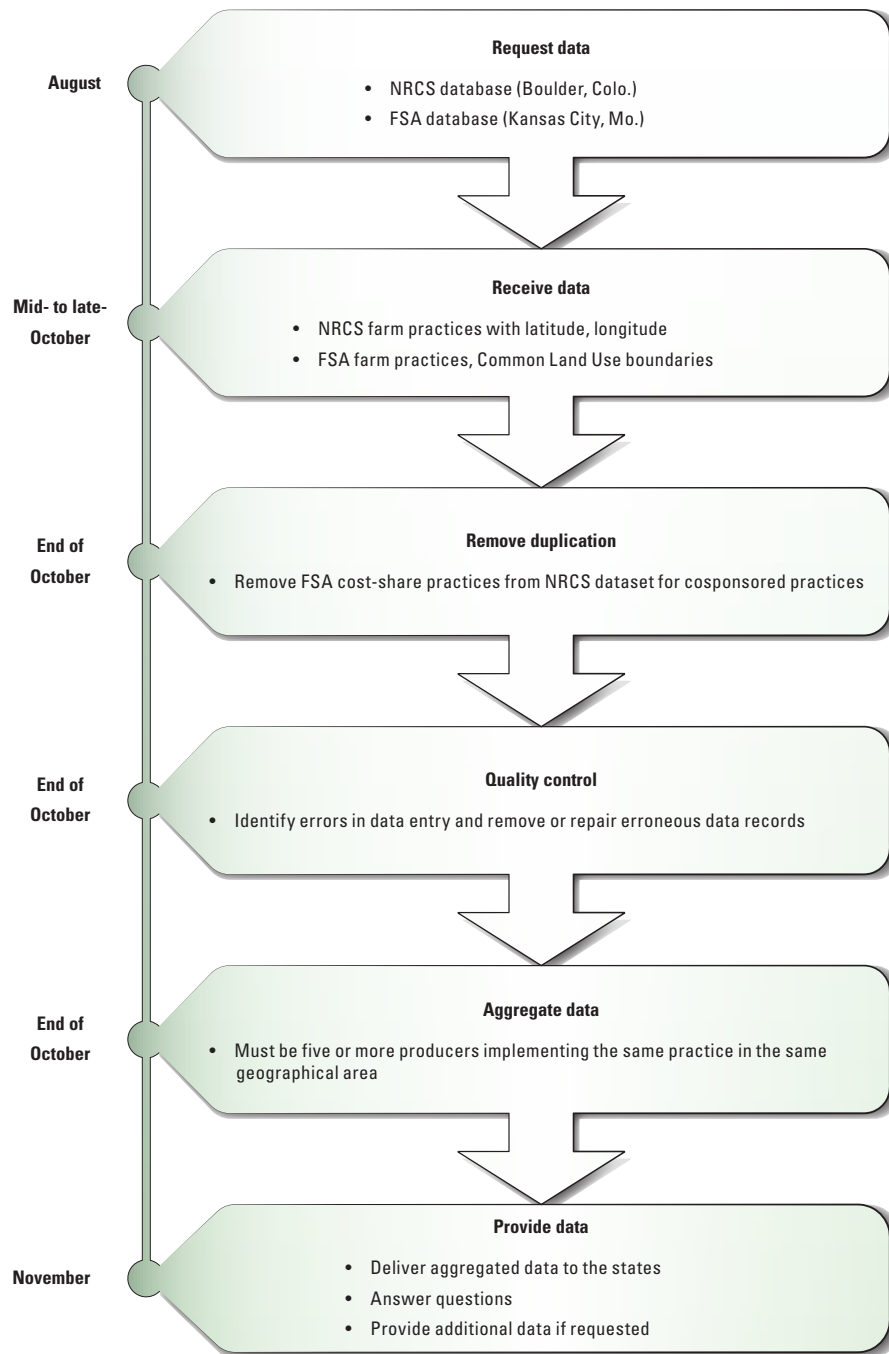 August
Request data
• NRCS database (Boulder, Colo.)
• FSA database (Kansas City, Mo.)
Mid- to late-
October
Receive data
• NRCS farm practices with latitude, longitude
• FSA farm practices, Common Land Use boundaries
End of
October
Remove duplication
• Remove FSA cost-share practices from NRCS dataset for cosponsored practices
End of
October
Quality control
• Identify errors in data entry and remove or repair erroneous data records
End of
October
Aggregate data
• Must be five or more producers implementing the same practice in the same
geographical area
November
Provide data
• Deliver aggregated data to the states
• Answer questions
• Provide additional data if requested